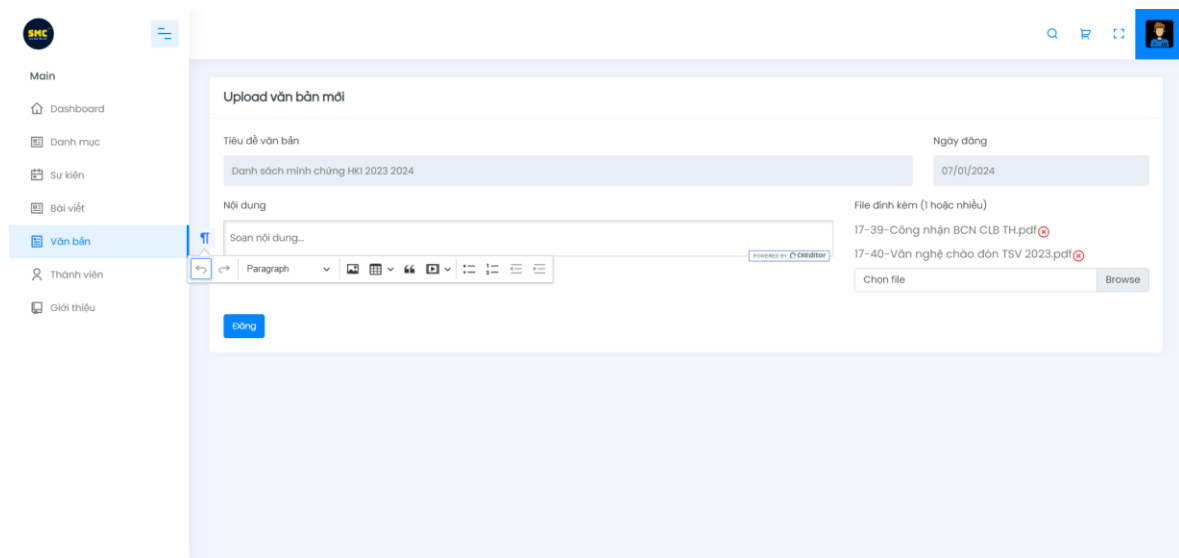 SMC
Main
Dashboard
Danh mục
Sự kiện
Bài viết
Văn bản
Thành viên
Giới thiệu
Upload văn bản mới
Tiêu đề văn bản
Ngày đăng
Danh sách minh chứng HKI 2023 2024
07/01/2024
Nội dung
File đính kèm (1 hoặc nhiều)
Soạn nội dung...
POWERED BY CKEditor
17-39-Công nhận BCN CLB TH.pdf
17-40-Văn nghệ chào đón TSV 2023.pdf
Paragraph
Chọn file
Browse
Đăng